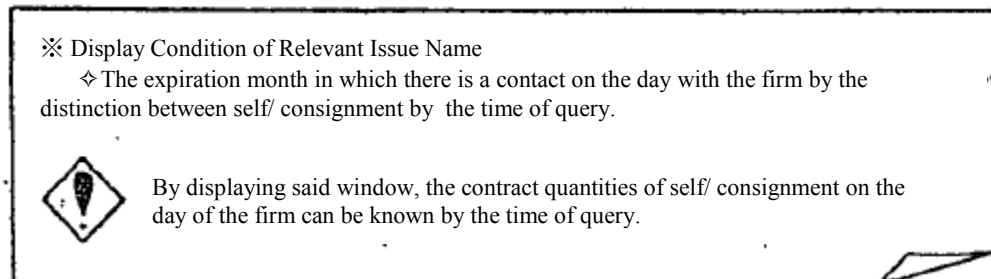 ※ Display Condition of Relevant Issue Name
✧The expiration month in which there is a contact on the day with the firm by the
distinction between self/ consignment by the time of query.
By displaying said window, the contract quantities of self/ consignment on the
day of the firm can be known by the time of query.